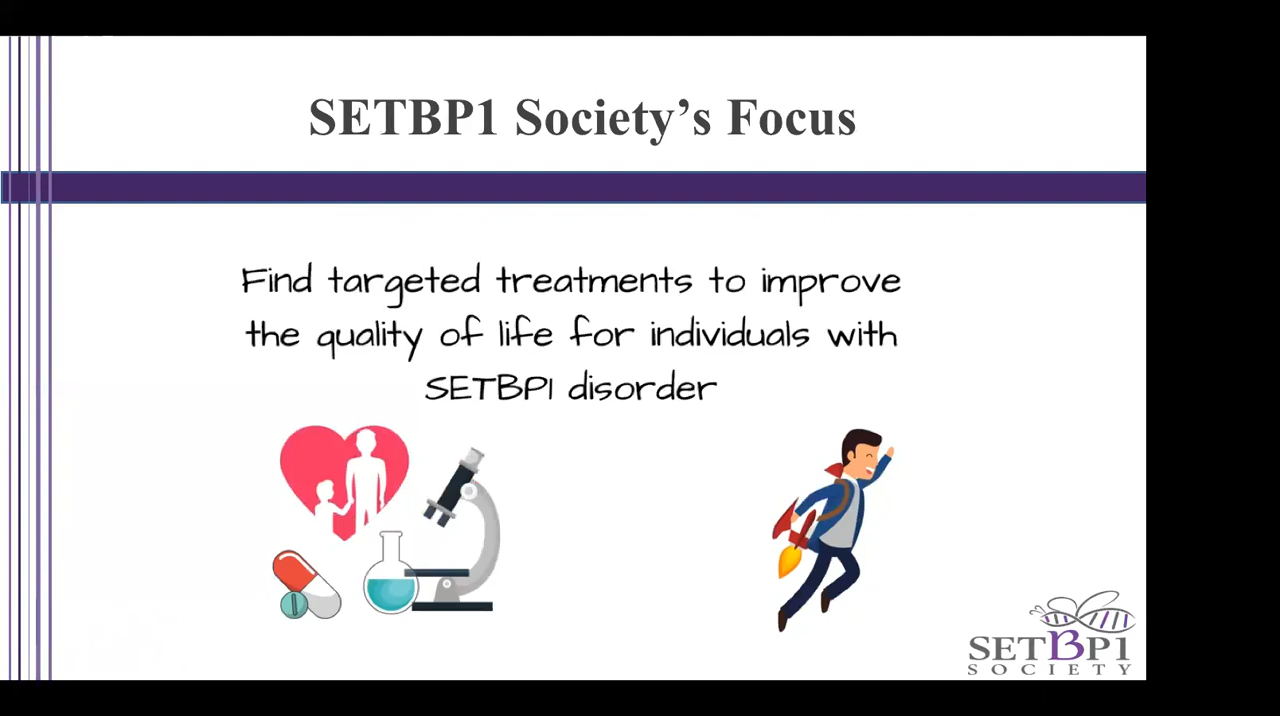 SETBP1 Society’s Focus
Find targeted treatments to improve
the quality of life for individuals with
SETBP1 disorder
SETBP1
SOCIETY